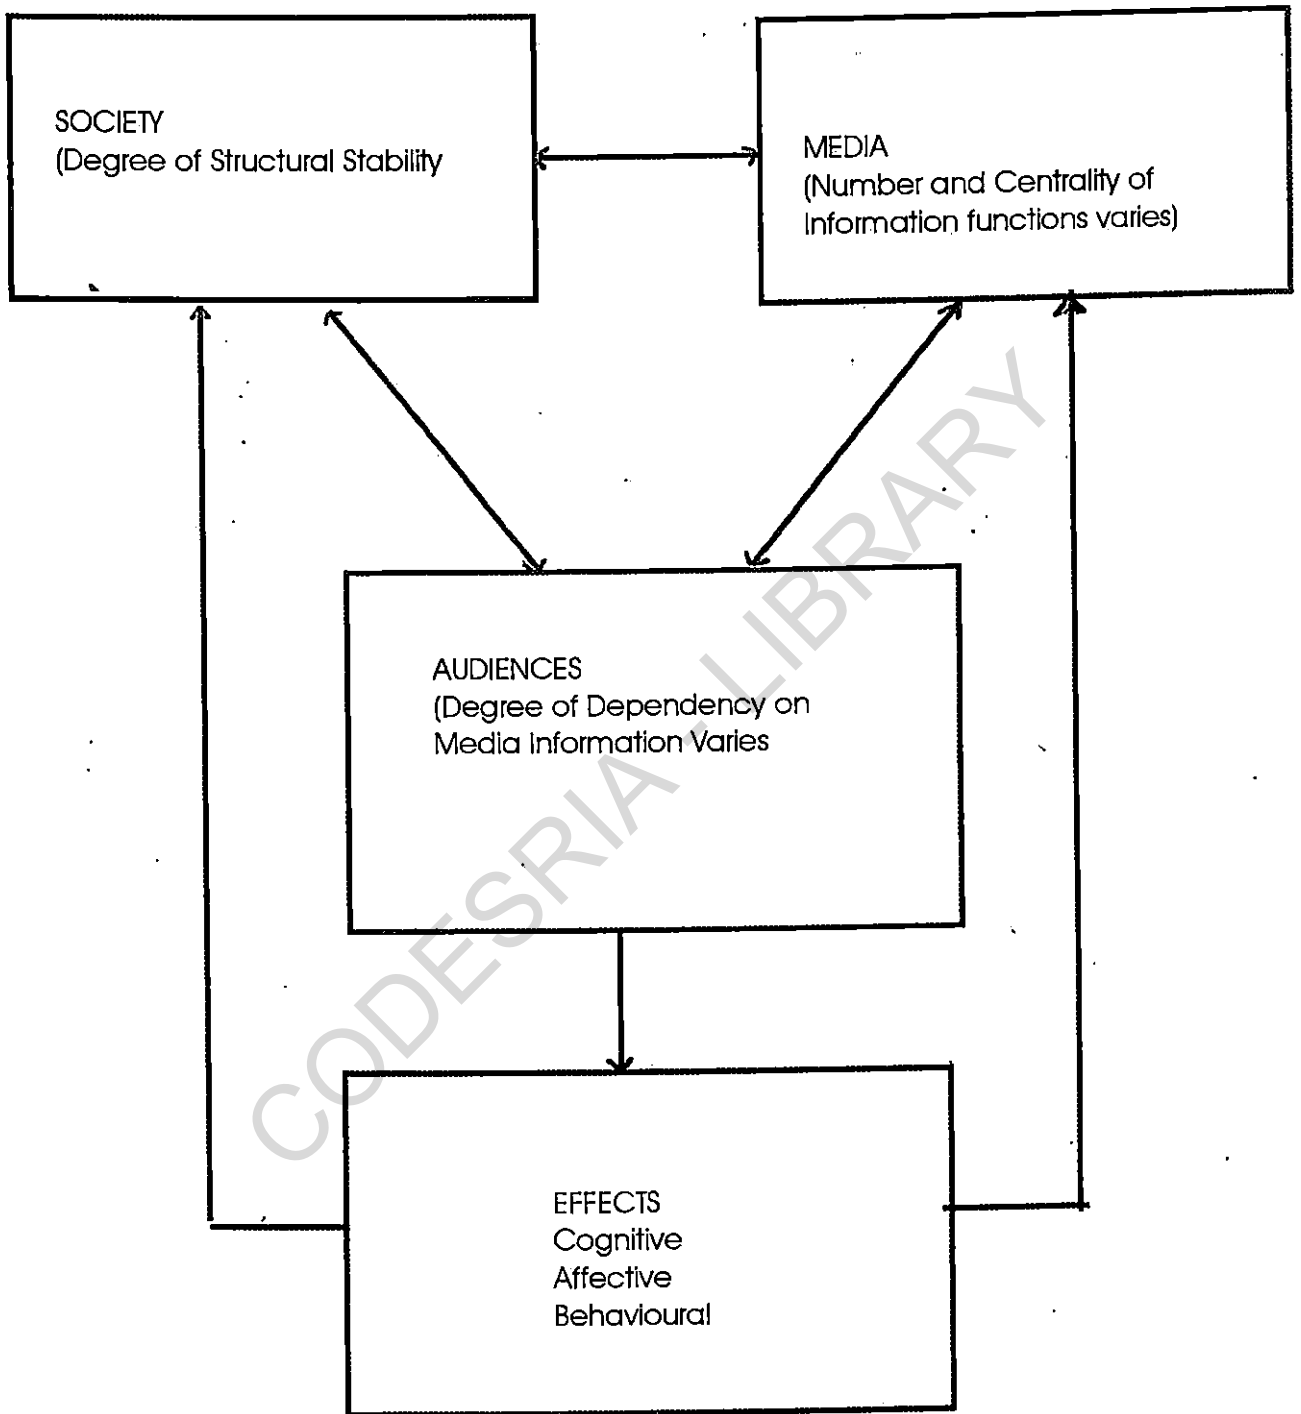 SOCIETY
(Degree of Structural Stability
MEDIA
(Number and Centrality of
Information functions varies)
AUDIENCES
(Degree of Dependency on
Media Information Varies
EFFECTS
Cognitive
Affective
Behavioural
CODESRIA - LIBRARY